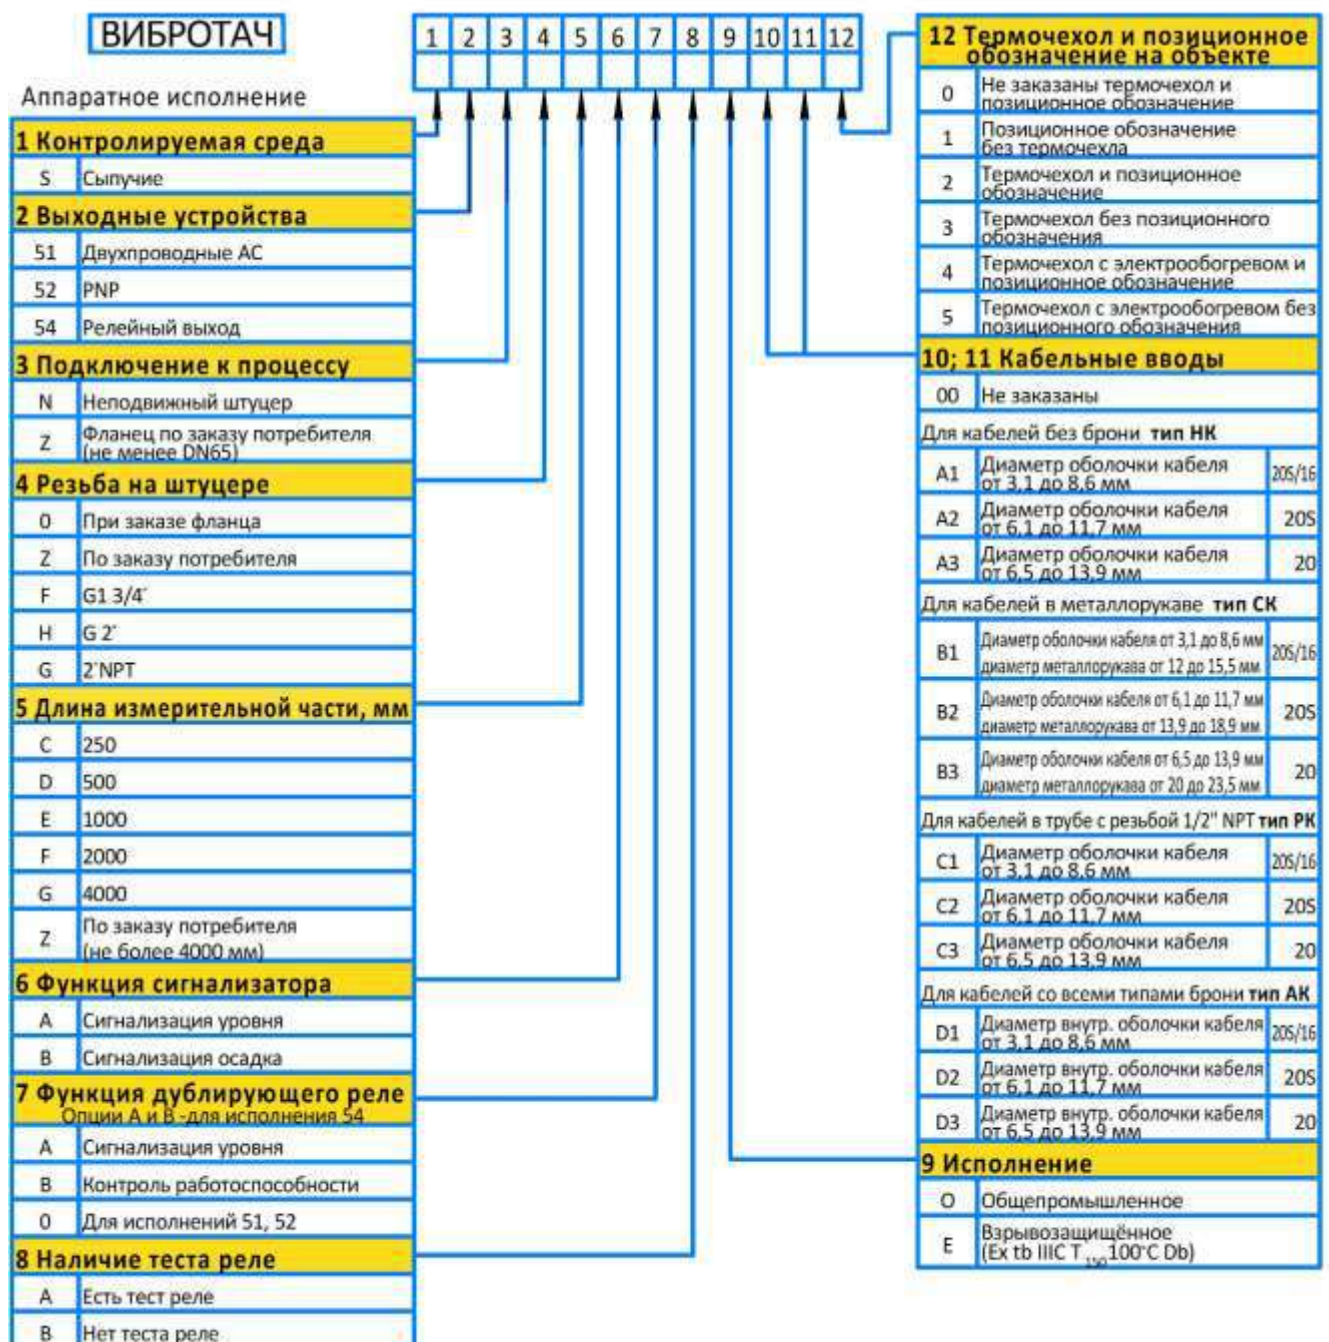 ВИБРОТАЧ
1 2 3 4 5 6 7 8 9 10 11 12
Аппаратное исполнение
1 Контролируемая среда
S Сыпучие
2 Выходные устройства
51 Двухпроводные АС
52 PNP
54 Релейный выход
3 Подключение к процессу
N Неподвижный штуцер
Z Фланец по заказу потребителя
(не менее DN65)
4 Резьба на штуцере
0 При заказе фланца
Z По заказу потребителя
F G1 3/4"
H G 2"
G 2"NPT
5 Длина измерительной части, мм
C 250
D 500
E 1000
F 2000
G 4000
Z По заказу потребителя
(не более 4000 мм)
6 Функция сигнализатора
A Сигнализация уровня
B Сигнализация осадка
7 Функция дублирующего реле
Опции А и В -для исполнения 54
A Сигнализация уровня
B Контроль работоспособности
0 Для исполнений 51, 52
8 Наличие теста реле
A Есть тест реле
B Нет теста реле
12 Термочехол и позиционное
обозначение на объекте
0 Не заказаны термочехол и
позиционное обозначение
1 Позиционное обозначение
без термочехла
2 Термочехол и позиционное
обозначение
3 Термочехол без позиционного
обозначения
4 Термочехол с электрообогревом и
позиционное обозначение
5 Термочехол с электрообогревом без
позиционного обозначения
10; 11 Кабельные вводы
00 Не заказаны
Для кабелей без брони тип НК
A1 Диаметр оболочки кабеля
от 3,1 до 8,6 мм 20S/16
A2 Диаметр оболочки кабеля
от 6,1 до 11,7 мм 20S
A3 Диаметр оболочки кабеля
от 6,5 до 13,9 мм 20
Для кабелей в металлорукаве тип СК
B1 Диаметр оболочки кабеля от 3,1 до 8,6 мм
диаметр металлорукава от 12 до 15,5 мм 20S/16
B2 Диаметр оболочки кабеля от 6,1 до 11,7 мм
диаметр металлорукава от 13,9 до 18,9 мм 20S
B3 Диаметр оболочки кабеля от 6,5 до 13,9 мм
диаметр металлорукава от 20 до 23,5 мм 20
Для кабелей в трубе с резьбой 1/2" NPT тип РК
C1 Диаметр оболочки кабеля
от 3,1 до 8,6 мм 20S/16
C2 Диаметр оболочки кабеля
от 6,1 до 11,7 мм 20S
C3 Диаметр оболочки кабеля
от 6,5 до 13,9 мм 20
Для кабелей со всеми типами брони тип АК
D1 Диаметр внутр. оболочки кабеля
от 3,1 до 8,6 мм 20S/16
D2 Диаметр внутр. оболочки кабеля
от 6,1 до 11,7 мм 20S
D3 Диаметр внутр. оболочки кабеля
от 6,5 до 13,9 мм 20
9 Исполнение
O Общепромышленное
E Взрывозащищённое
(Ex tb IIIC T150 100°C Db)